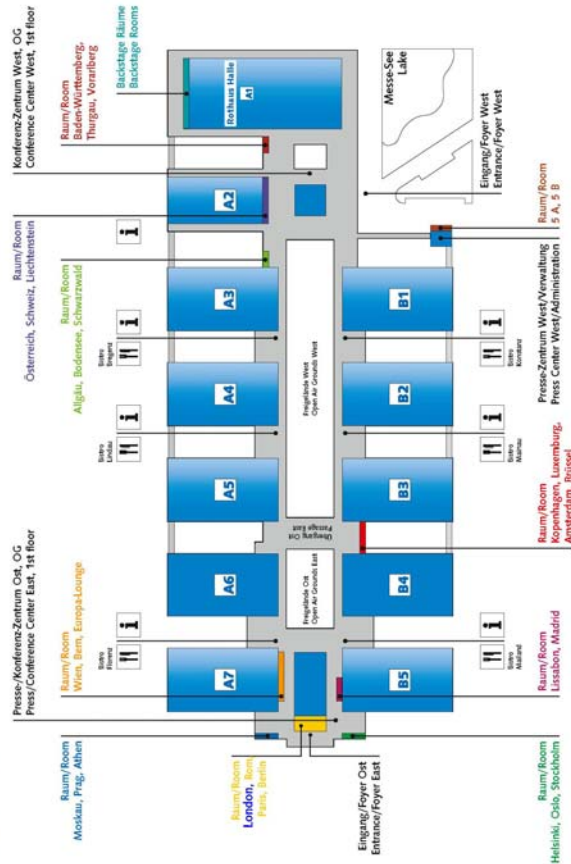 Presse-/Konferenz-Zentrum Ost, OG
Press/Conference Center East, 1st floor
Konferenz-Zentrum West, OG
Conference Center West, 1st floor
Raum/Room
Moskau, Prag, Athen
Raum/Room
Wien, Bern, Europa-Lounge
Raum/Room
Österreich, Schweiz, Liechtenstein
Raum/Room
Allgäu, Bodensee, Schwarzwald
Raum/Room
Baden-Württemberg,
Thurgau, Vorarlberg
Backstage Räume
Backstage Rooms
Bistro
Florenz
Bistro
Lindau
Bistro
Bregenz
A7
A6
A5
A4
A3
A2
Rothaus Halle
A1
Raum/Room
London, Rom,
Paris, Berlin
Freigelände Ost
Open Air Grounds East
Übergang Ost
Passage East
Freigelände West
Open Air Grounds West
Eingang/Foyer Ost
Entrance/Foyer East
B5
B4
B3
B2
B1
Messe-See
Lake
Eingang/Foyer West
Entrance/Foyer West
Bistro
Mailand
Bistro
Mainau
Bistro
Konstanz
Raum/Room
Helsinki, Oslo, Stockholm
Raum/Room
Lissabon, Madrid
Raum/Room
Kopenhagen, Luxemburg,
Amsterdam, Brüssel
Presse-Zentrum West/Verwaltung
Press Center West/Administration
Raum/Room
5 A, 5 B